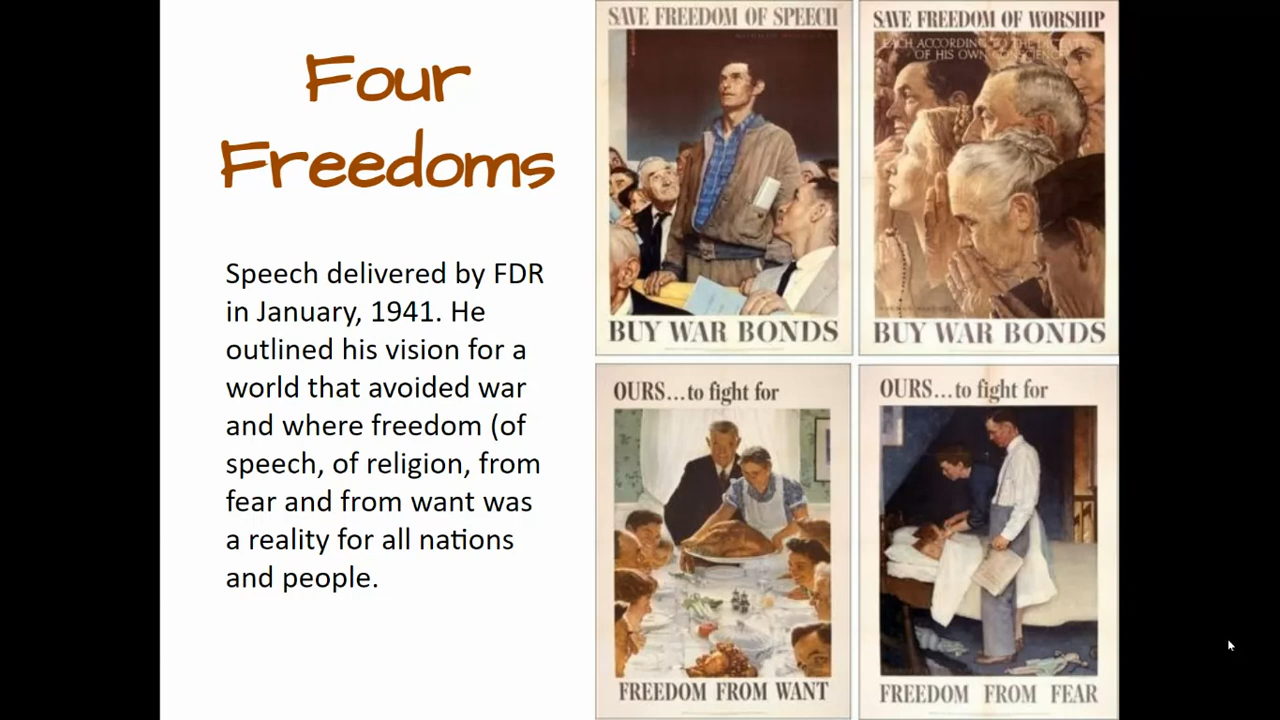 Four
Freedoms
Speech delivered by FDR
in January, 1941. He
outlined his vision for a
world that avoided war
and where freedom (of
speech, of religion, from
fear and from want was
a reality for all nations
and people.
SAVE FREEDOM OF SPEECH
BUY WAR BONDS
SAVE FREEDOM OF WORSHIP
EACH ACCORDING TO THE DICTATES
OF HIS OWN CONSCIENCE
BUY WAR BONDS
OURS...to fight for
FREEDOM FROM WANT
OURS...to fight for
FREEDOM FROM FEAR